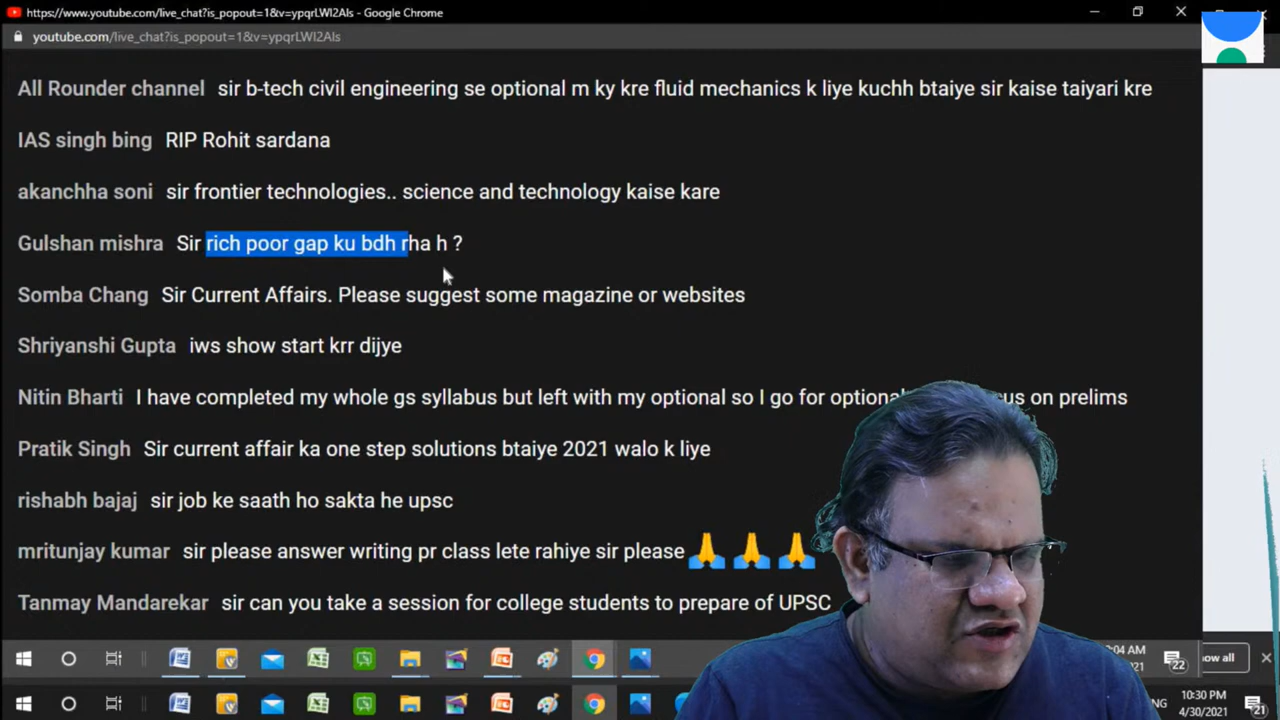 https://www.youtube.com/live_chat?is_popout=1&v=ypqrLWI2AIs - Google Chrome
youtube.com/live_chat?is_popout=1&v=ypqrLWI2AIs
All Rounder channel sir b-tech civil engineering se optional m ky kre fluid mechanics k liye kuchh btaiye sir kaise taiyari kre
IAS singh bing RIP Rohit sardana
akanchha soni sir frontier technologies.. science and technology kaise kare
Gulshan mishra Sir rich poor gap ku bdh rha h ?
Somba Chang Sir Current Affairs. Please suggest some magazine or websites
Shriyanshi Gupta iws show start krr dijye
Nitin Bharti I have completed my whole gs syllabus but left with my optional so I go for optional on prelims
Pratik Singh Sir current affair ka one step solutions btaiye 2021 walo k liye
rishabh bajaj sir job ke saath ho sakta he upsc
mritunjay kumar sir please answer writing pr class lete rahiye sir please 🙏 🙏 🙏
Tanmay Mandarekar sir can you take a session for college students to prepare of UPSC
:04 AM
22
10:30 PM
4/30/2021
21